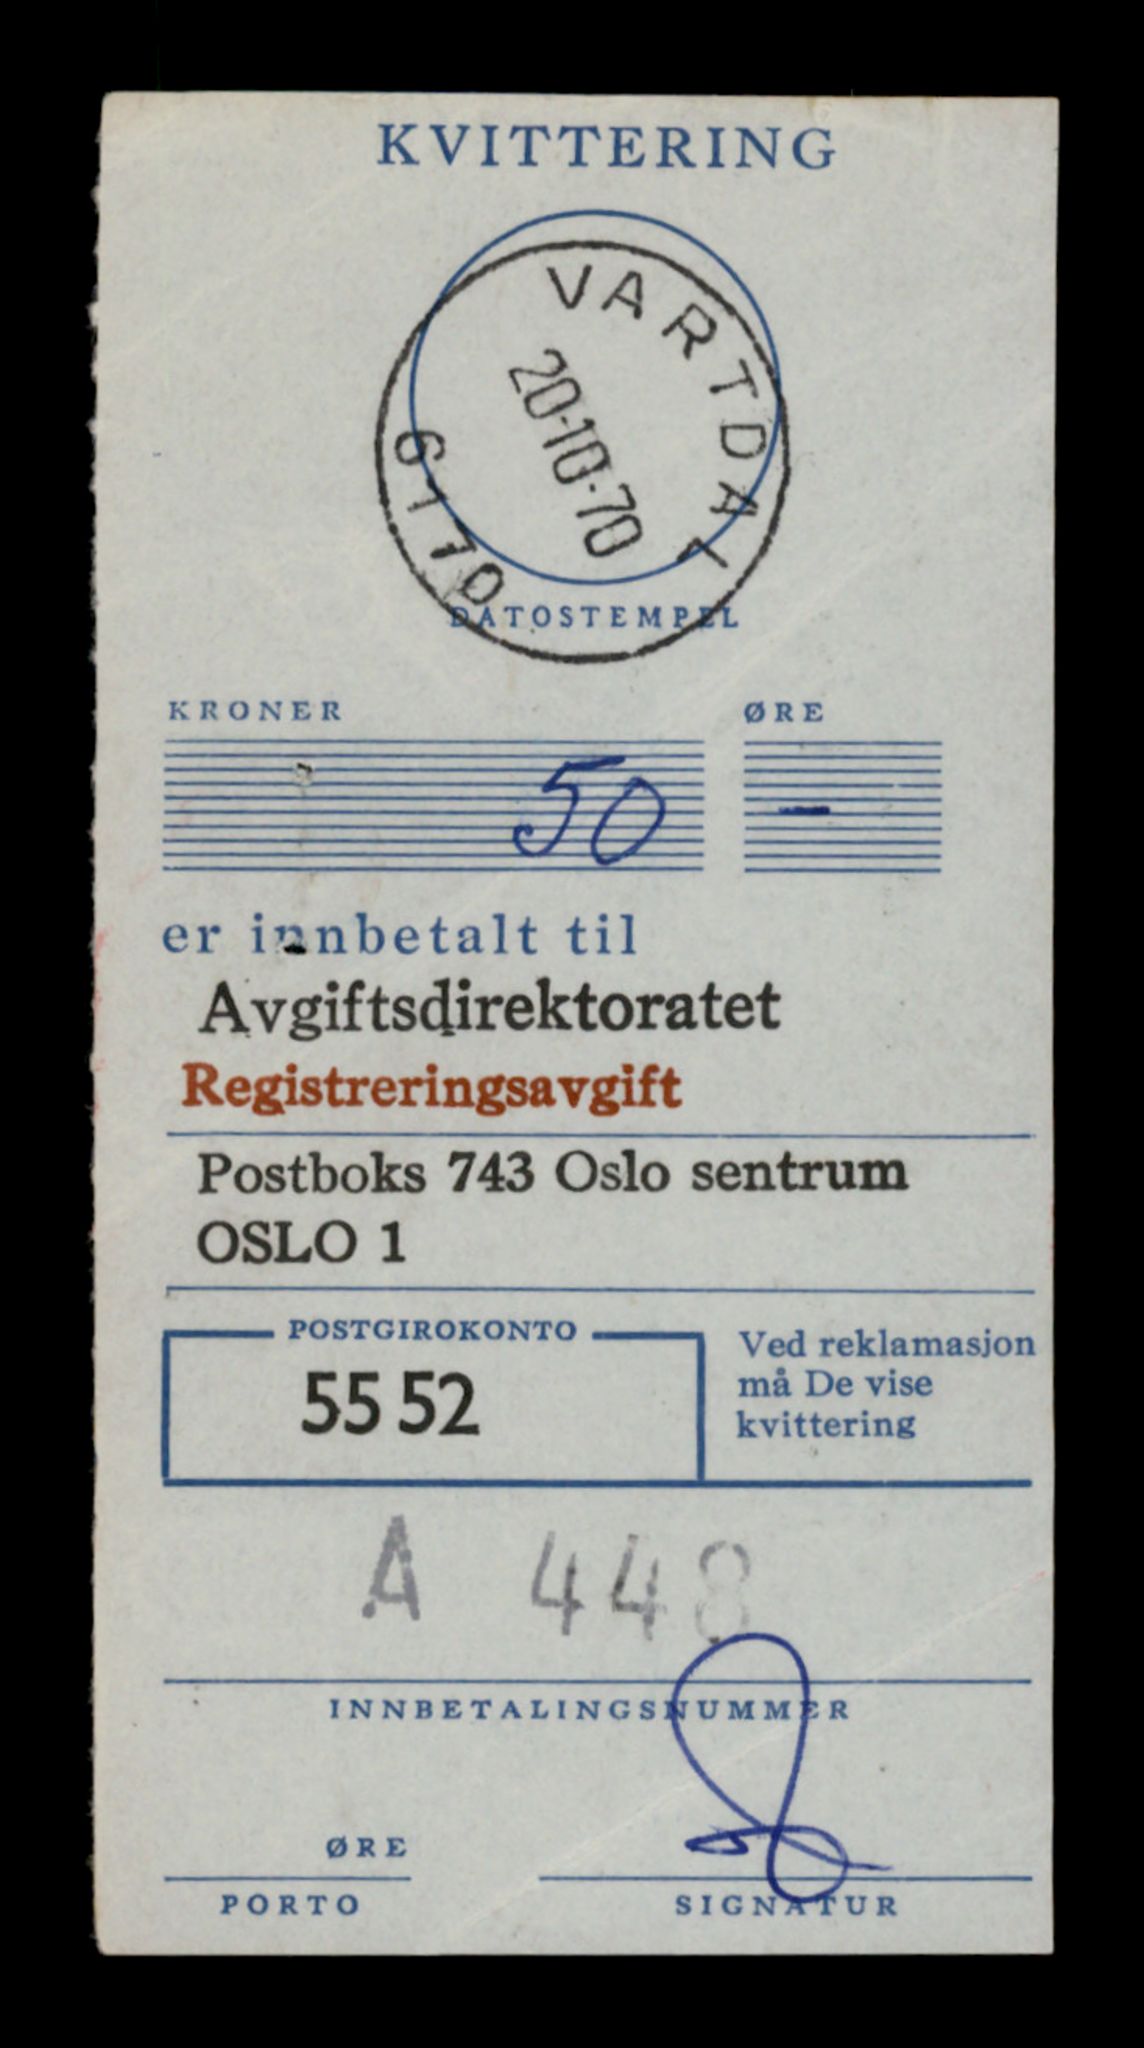 KVITTERING
VARTDAL
20-10-70
6170
DATOSTEMPEL
KRONER ØRE
50 –
er innbetalt til
Avgiftsdirektoratet
Registreringsavgift
Postboks 743 Oslo sentrum
OSLO 1
POSTGIROKONTO
55 52
Ved reklamasjon
må De vise
kvittering
A 448
INNBETALINGSNUMMER
ØRE
PORTO SIGNATUR